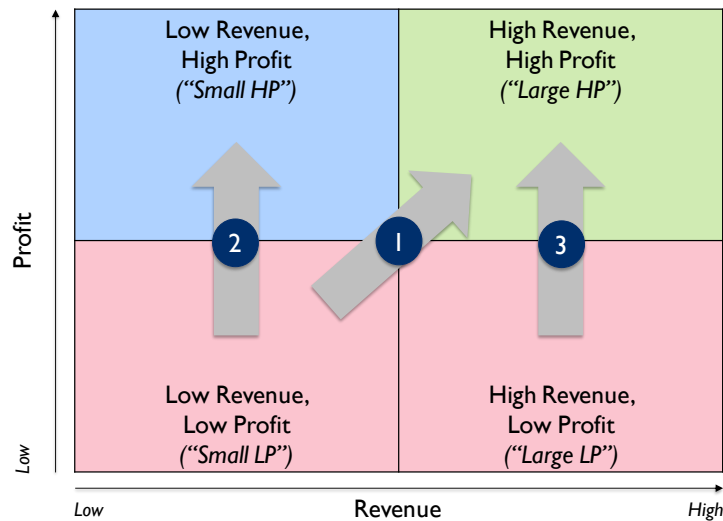 Low Revenue,
High Profit
(“Small HP”)
High Revenue,
High Profit
(“Large HP”)
2
1
3
Profit
Low Revenue,
Low Profit
(“Small LP”)
High Revenue,
Low Profit
(“Large LP”)
Low
Low
Revenue
High